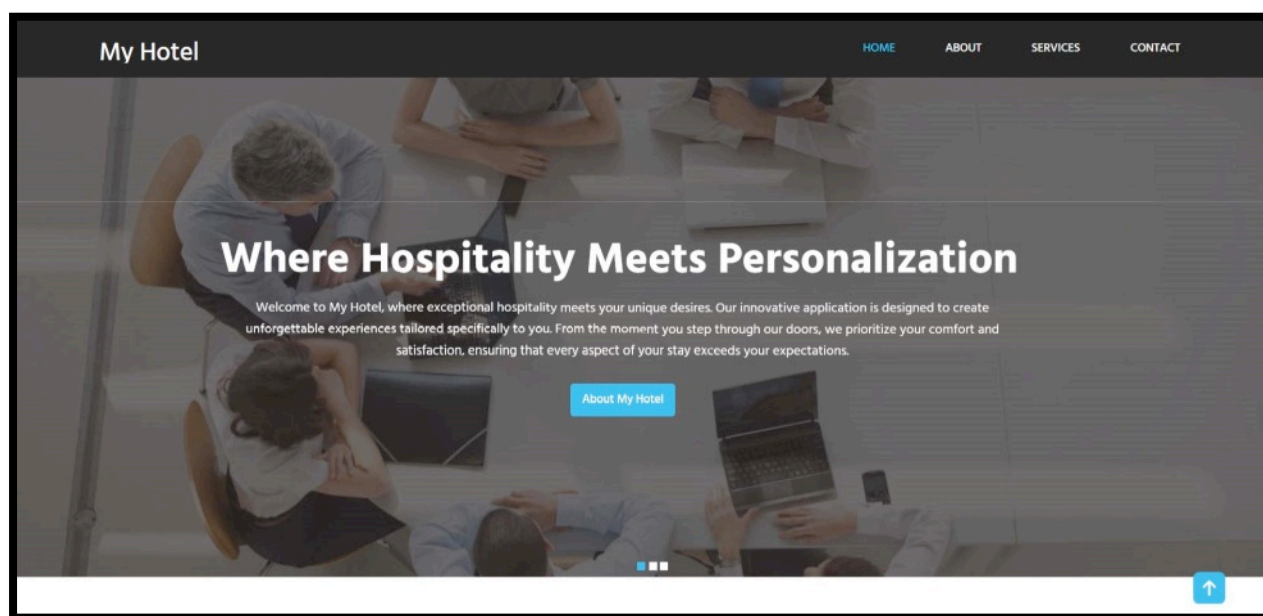 My Hotel
HOME ABOUT SERVICES CONTACT
Where Hospitality Meets Personalization
Welcome to My Hotel, where exceptional hospitality meets your unique desires. Our innovative application is designed to create
unforgettable experiences tailored specifically to you. From the moment you step through our doors, we prioritize your comfort and
satisfaction, ensuring that every aspect of your stay exceeds your expectations.
About My Hotel